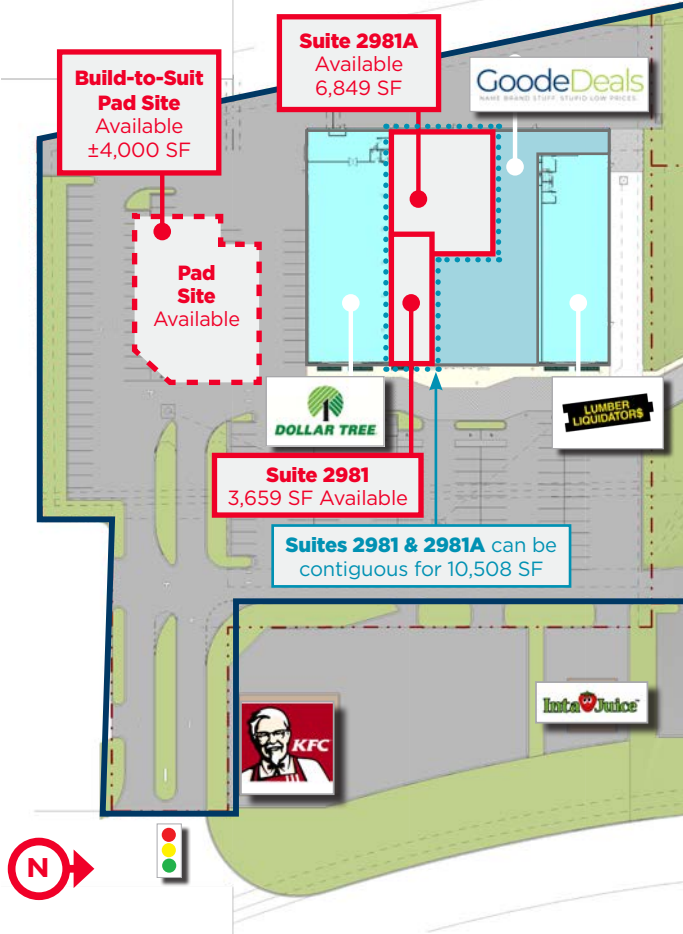 Suite 2981A
Available
6,849 SF
Build-to-Suit
Pad Site
Available
±4,000 SF
GoodeDeals
NAME BRAND STUFF. STUPID LOW PRICES.
Pad
Site
Available
DOLLAR TREE
LUMBER
LIQUIDATOR$
Suite 2981
3,659 SF Available
Suites 2981 & 2981A can be
contiguous for 10,508 SF
KFC
Inta Juice
N